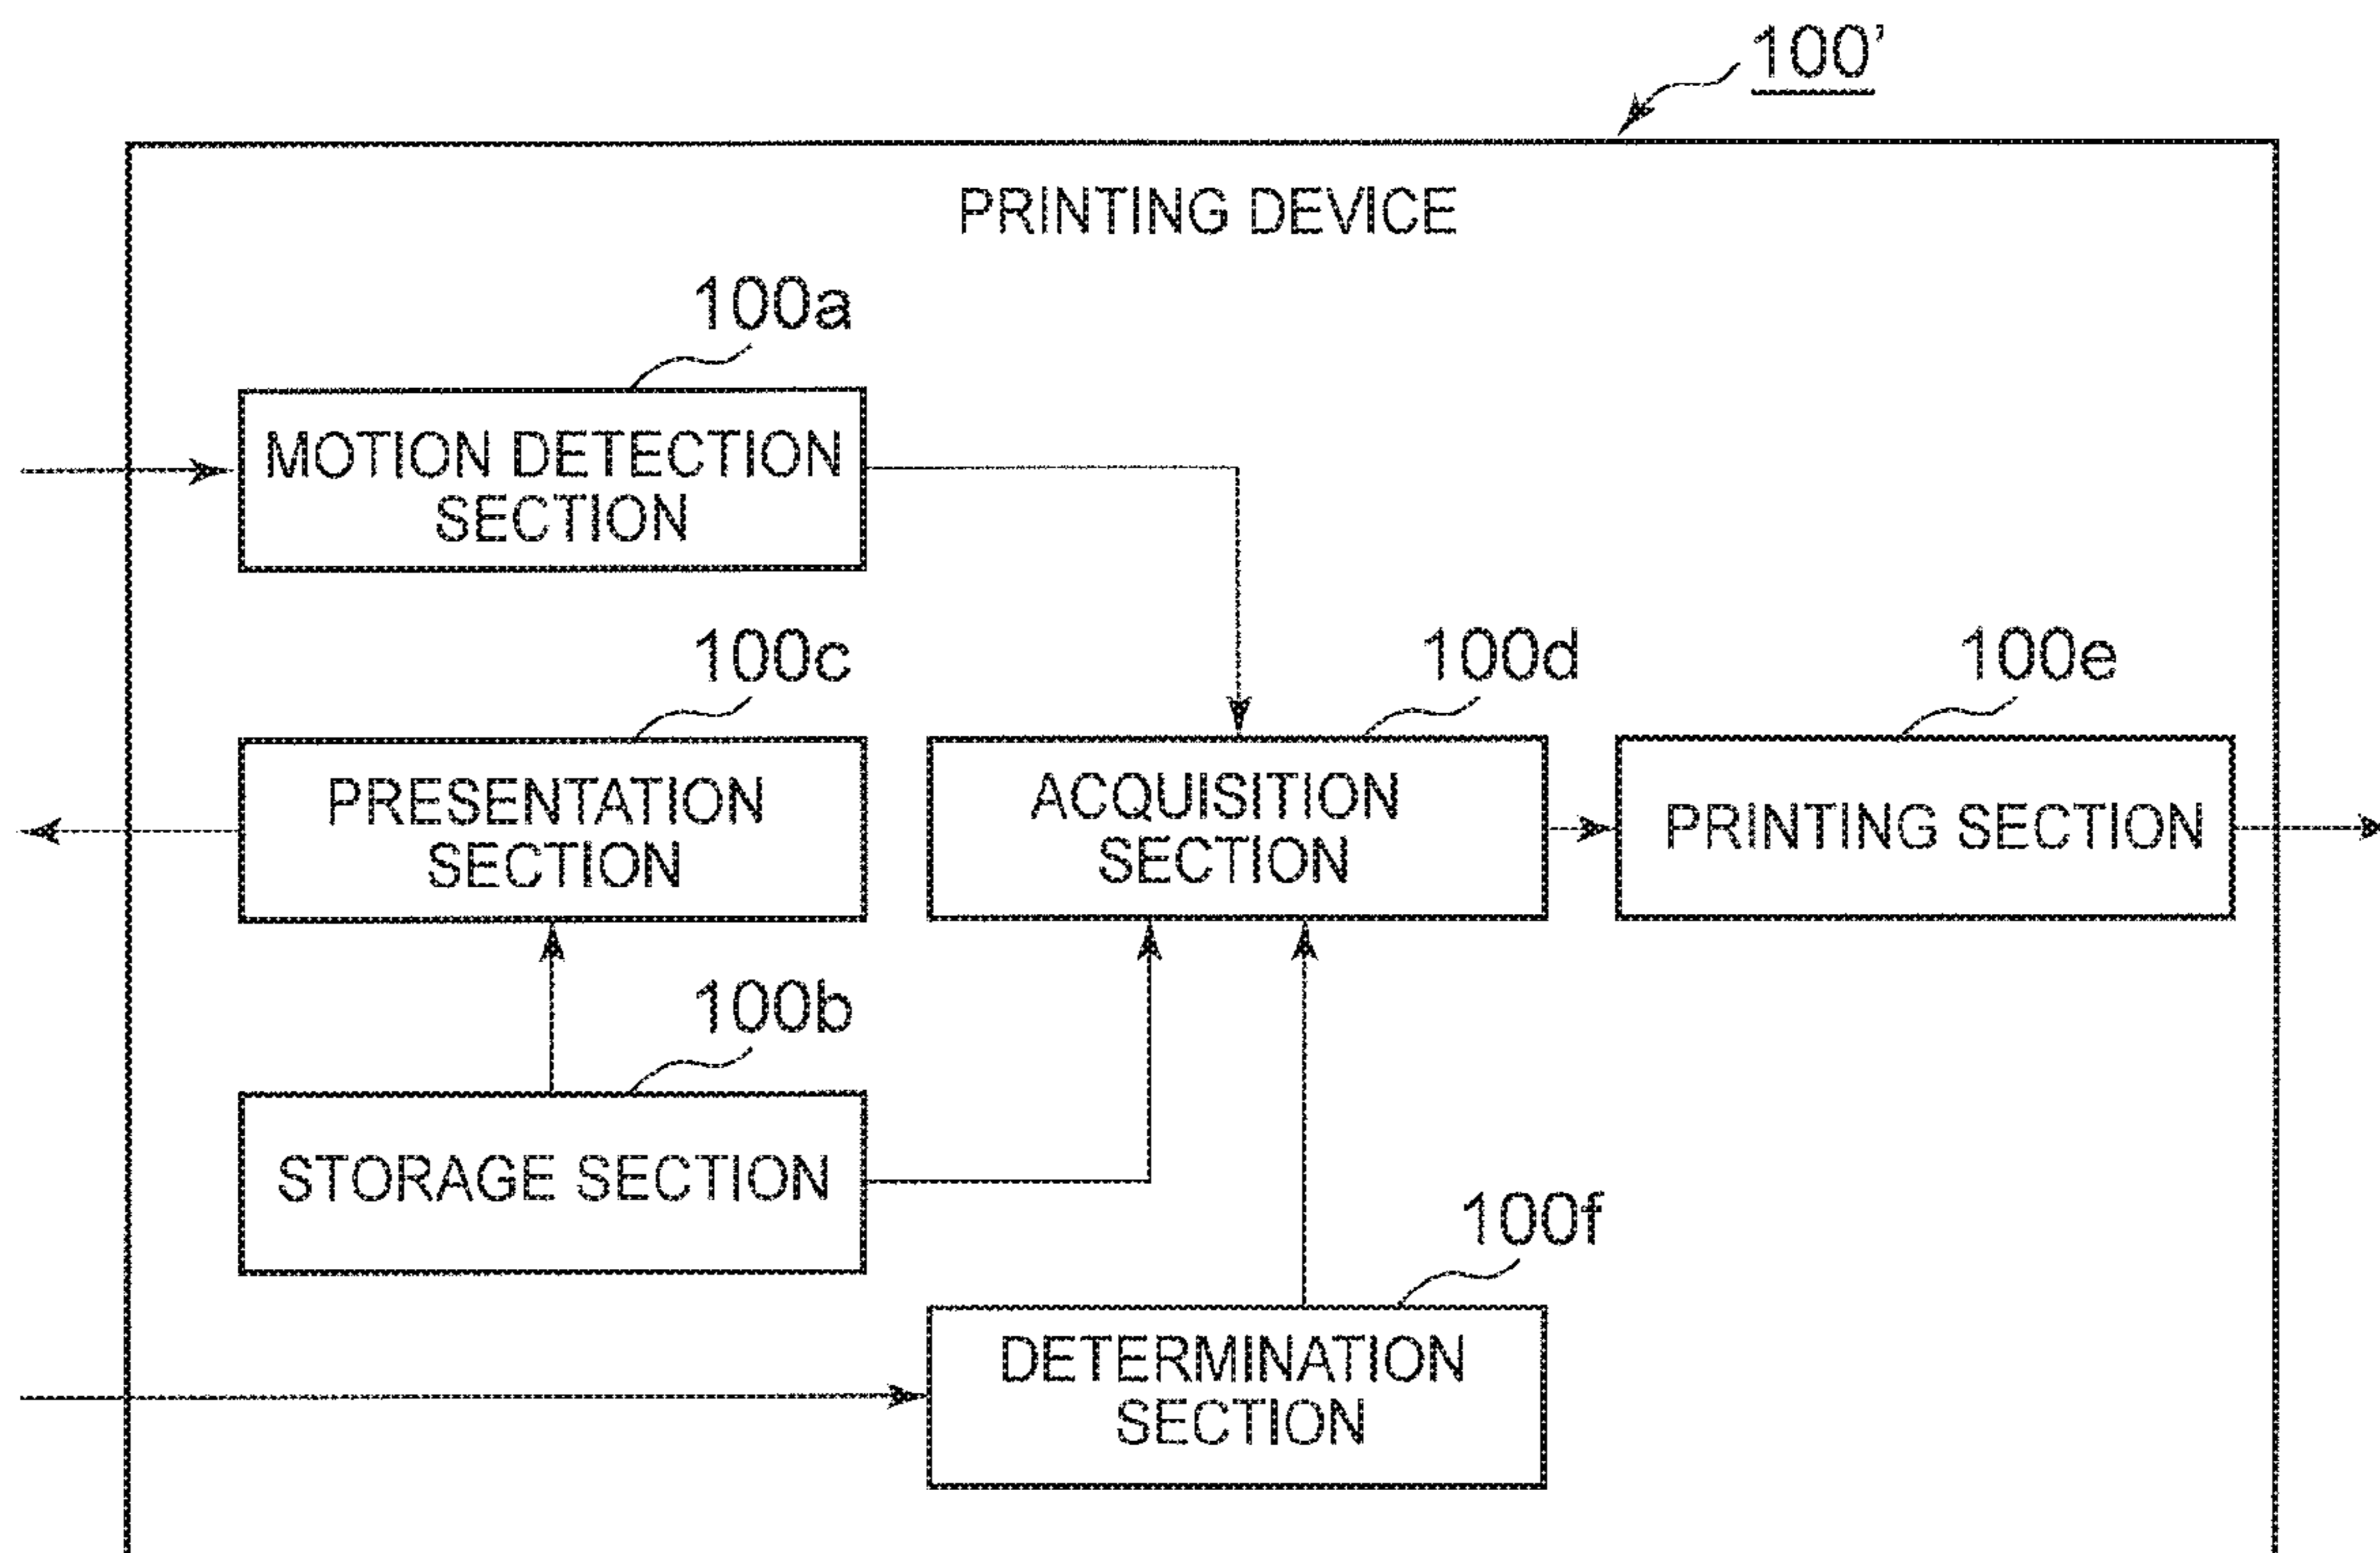 100'
PRINTING DEVICE
100a
MOTION DETECTION
SECTION
100c
100d
100e
PRESENTATION
SECTION
ACQUISITION
SECTION
PRINTING SECTION
100b
STORAGE SECTION
100f
DETERMINATION
SECTION